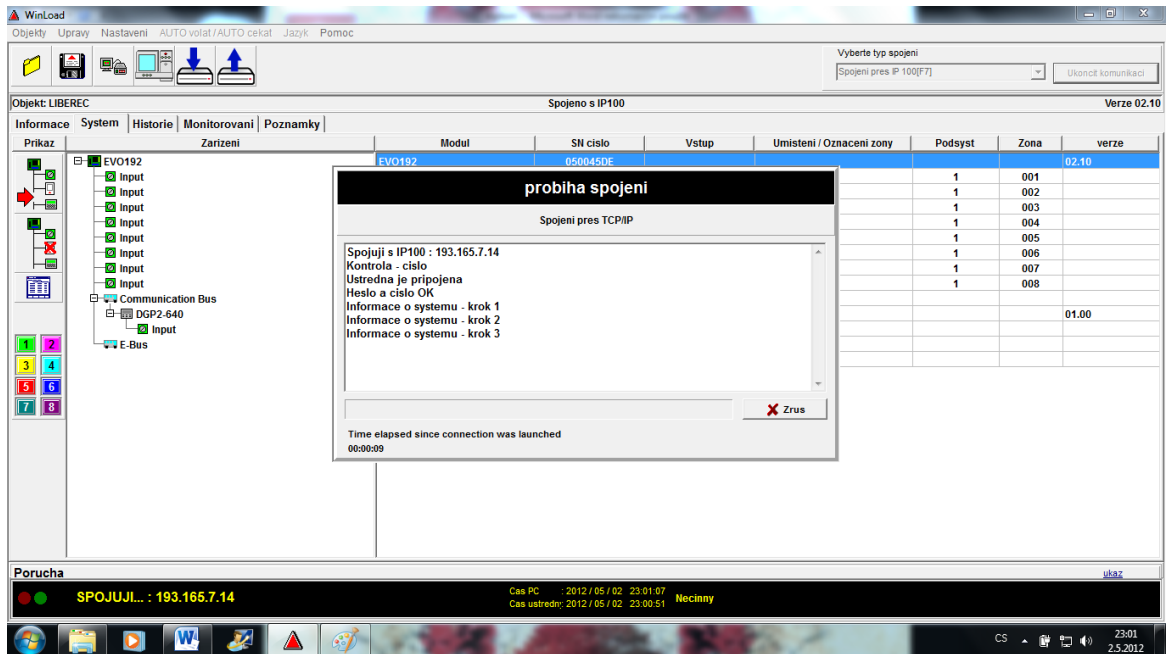 WinLoad
Objekty Upravy Nastaveni AUTO volat / AUTO cekat Jazyk Pomoc
Vyberte typ spojeni
Spojeni pres IP 100[F7]
Ukoncit komunikaci
Objekt: LIBEREC Spojeno s IP100 Verze 02.10
Informace System Historie Monitorovani Poznamky
Prikaz Zarizeni Modul SN cislo Vstup Umisteni / Oznaceni zony Podsyst Zona verze
EVO192 EVO192 050045DE 02.10
Input 1 001
Input 1 002
Input 1 003
Input 1 004
Input 1 005
Input 1 006
Input 1 007
Input 1 008
Communication Bus
DGP2-640 01.00
Input
E-Bus
probiha spojeni
Spojeni pres TCP/IP
Spojuji s IP100 : 193.165.7.14
Kontrola - cislo
Ustredna je pripojena
Heslo a cislo OK
Informace o systemu - krok 1
Informace o systemu - krok 2
Informace o systemu - krok 3
Zrus
Time elapsed since connection was launched
00:00:09
1 2
3 4
5 6
7 8
Porucha ukaz
SPOJUJI... : 193.165.7.14
Cas PC : 2012 / 05 / 02 23:01:07
Cas ustredny: 2012 / 05 / 02 23:00:51
Necinny
CS 23:01
2.5.2012